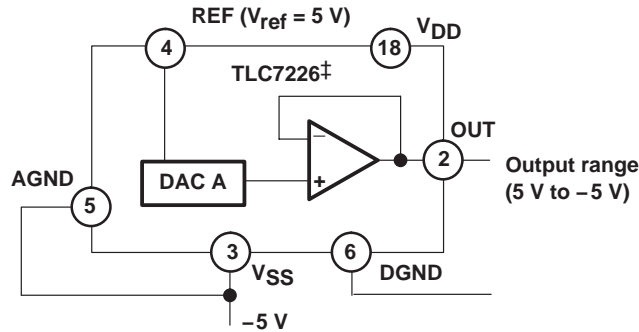 REF (Vref = 5 V)
4
18
VDD
TLC7226‡
−
+
OUT
2
Output range
(5 V to −5 V)
DAC A
AGND
5
3
VSS
6
DGND
−5 V